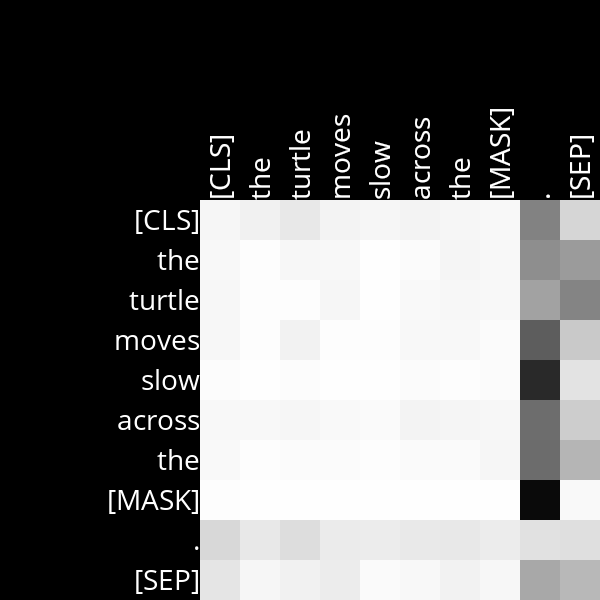 [CLS] the turtle moves slow across the [MASK] . [SEP]
[CLS]
the
turtle
moves
slow
across
the
[MASK]
.
[SEP]